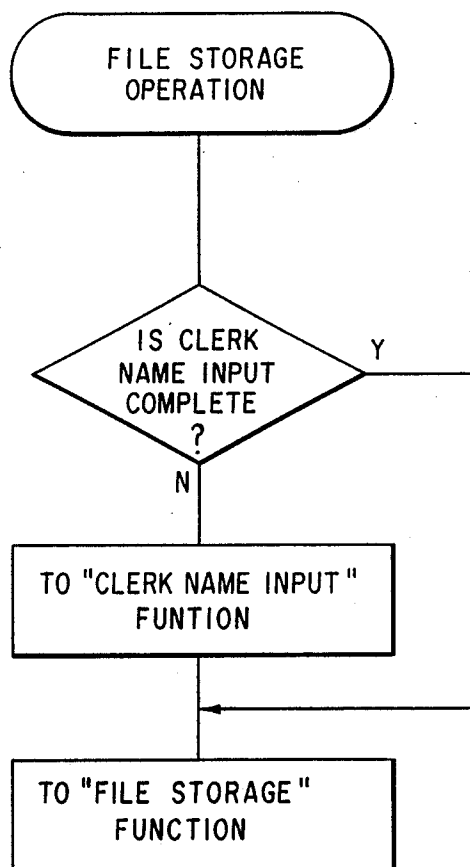 FILE STORAGE
OPERATION
IS CLERK
NAME INPUT
COMPLETE
?
Y
N
TO "CLERK NAME INPUT"
FUNTION
TO "FILE STORAGE"
FUNCTION